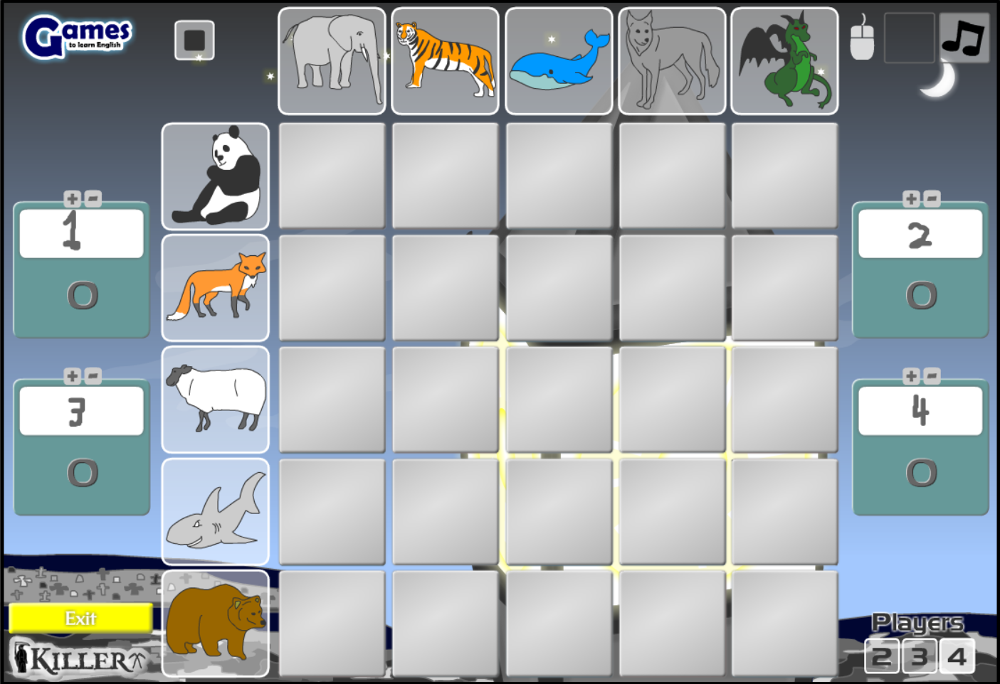 Games
to learn English
+ -
1
0
+ -
2
0
+ -
3
0
+ -
4
0
Exit
KILLER
Players
2 3 4